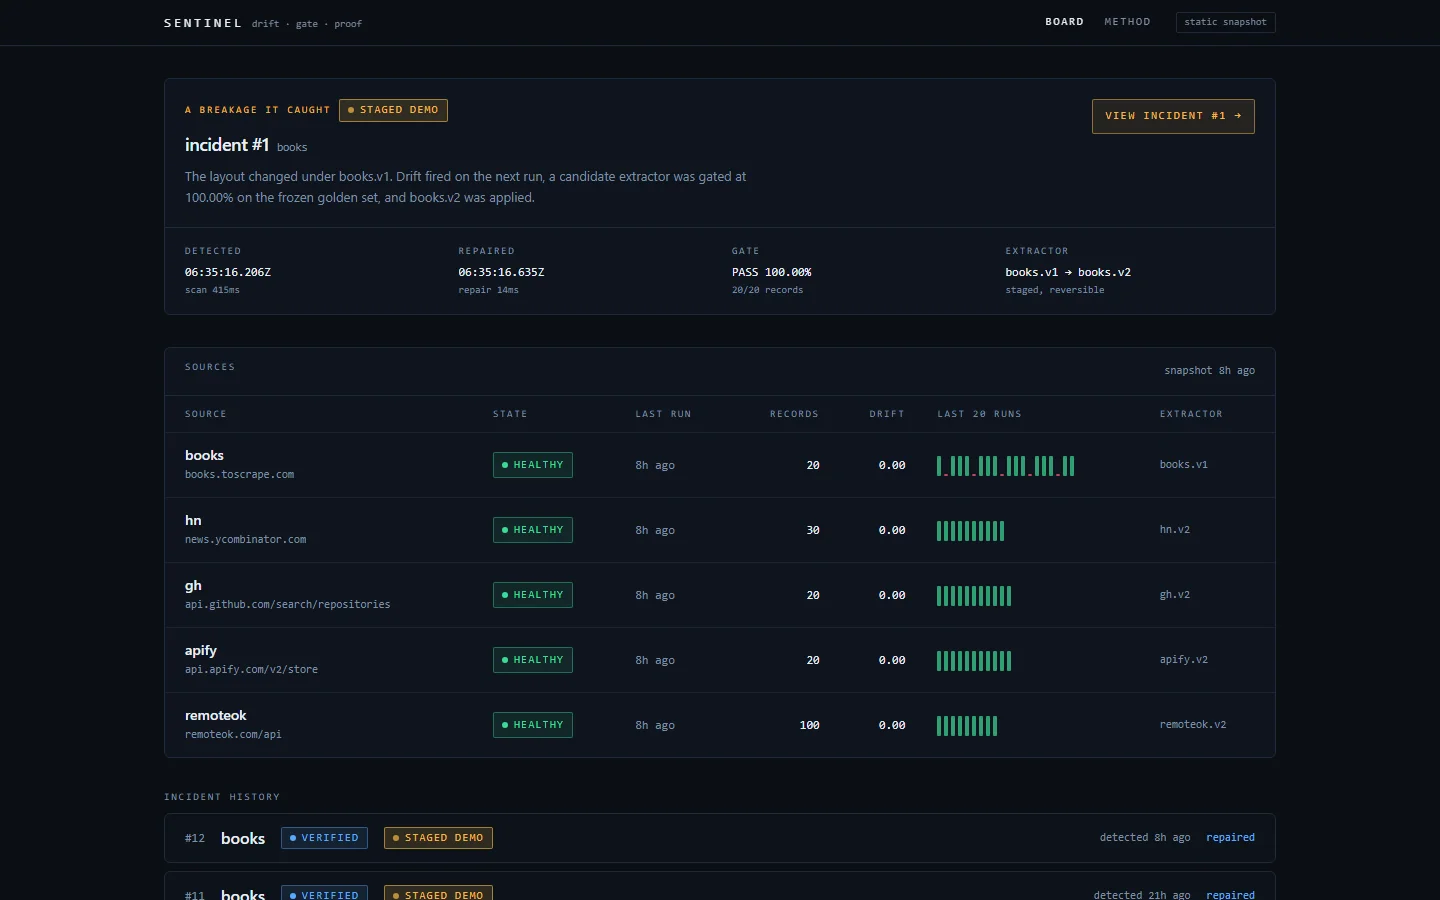 SENTINEL drift · gate · proof BOARD METHOD static snapshot
A BREAKAGE IT CAUGHT STAGED DEMO VIEW INCIDENT #1 →
incident #1 books
The layout changed under books.v1. Drift fired on the next run, a candidate extractor was gated at
100.00% on the frozen golden set, and books.v2 was applied.
DETECTED REPAIRED GATE EXTRACTOR
06:35:16.206Z 06:35:16.635Z PASS 100.00% books.v1 → books.v2
scan 415ms repair 14ms 20/20 records staged, reversible
SOURCES snapshot 8h ago
SOURCE STATE LAST RUN RECORDS DRIFT LAST 20 RUNS EXTRACTOR
books
books.toscrape.com HEALTHY 8h ago 20 0.00 books.v1
hn
news.ycombinator.com HEALTHY 8h ago 30 0.00 hn.v2
gh
api.github.com/search/repositories HEALTHY 8h ago 20 0.00 gh.v2
apify
api.apify.com/v2/store HEALTHY 8h ago 20 0.00 apify.v2
remoteok
remoteok.com/api HEALTHY 8h ago 100 0.00 remoteok.v2
INCIDENT HISTORY
#12 books VERIFIED STAGED DEMO detected 8h ago repaired
#11 books VERIFIED STAGED DEMO detected 21h ago repaired